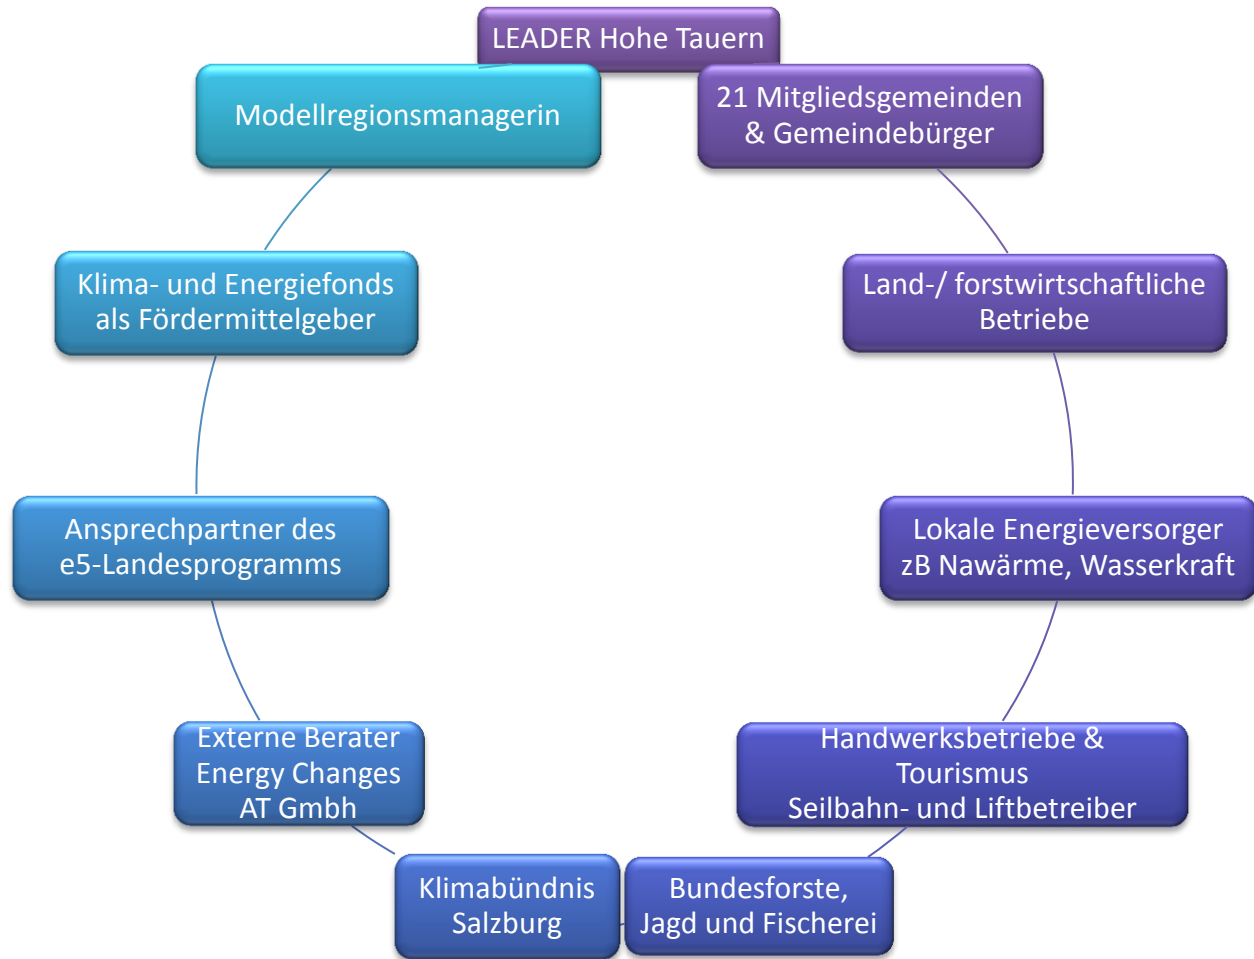 LEADER Hohe Tauern
Modellregionsmanagerin
21 Mitgliedsgemeinden
& Gemeindebürger
Klima- und Energiefonds
als Fördermittelgeber
Land-/ forstwirtschaftliche
Betriebe
Ansprechpartner des
e5-Landesprogramms
Lokale Energieversorger
zB Nawärme, Wasserkraft
Externe Berater
Energy Changes
AT Gmbh
Handwerksbetriebe &
Tourismus
Seilbahn- und Liftbetreiber
Klimabündnis
Salzburg
Bundesforste,
Jagd und Fischerei